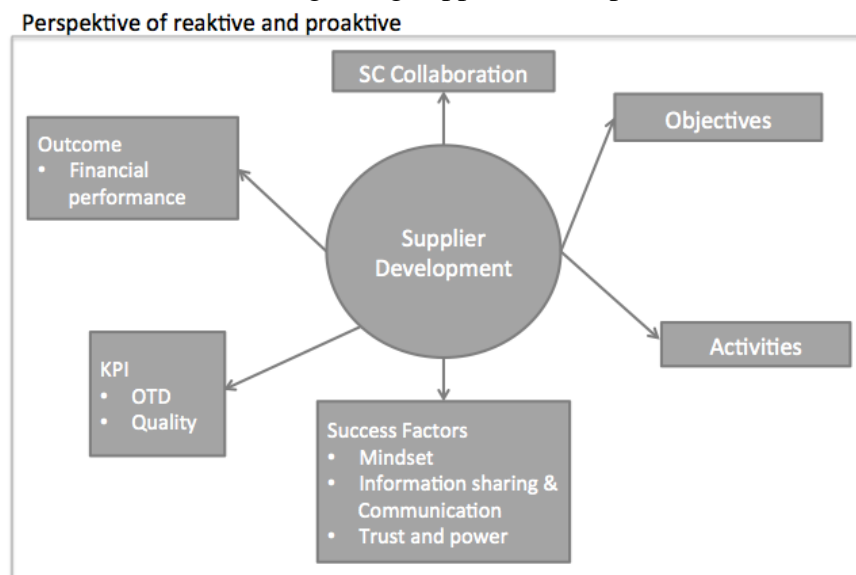 Perspektive of reaktive and proaktive
SC Collaboration
Objectives
Outcome
• Financial
performance
Supplier
Development
Activities
KPI
• OTD
• Quality
Success Factors
• Mindset
• Information sharing &
Communication
• Trust and power